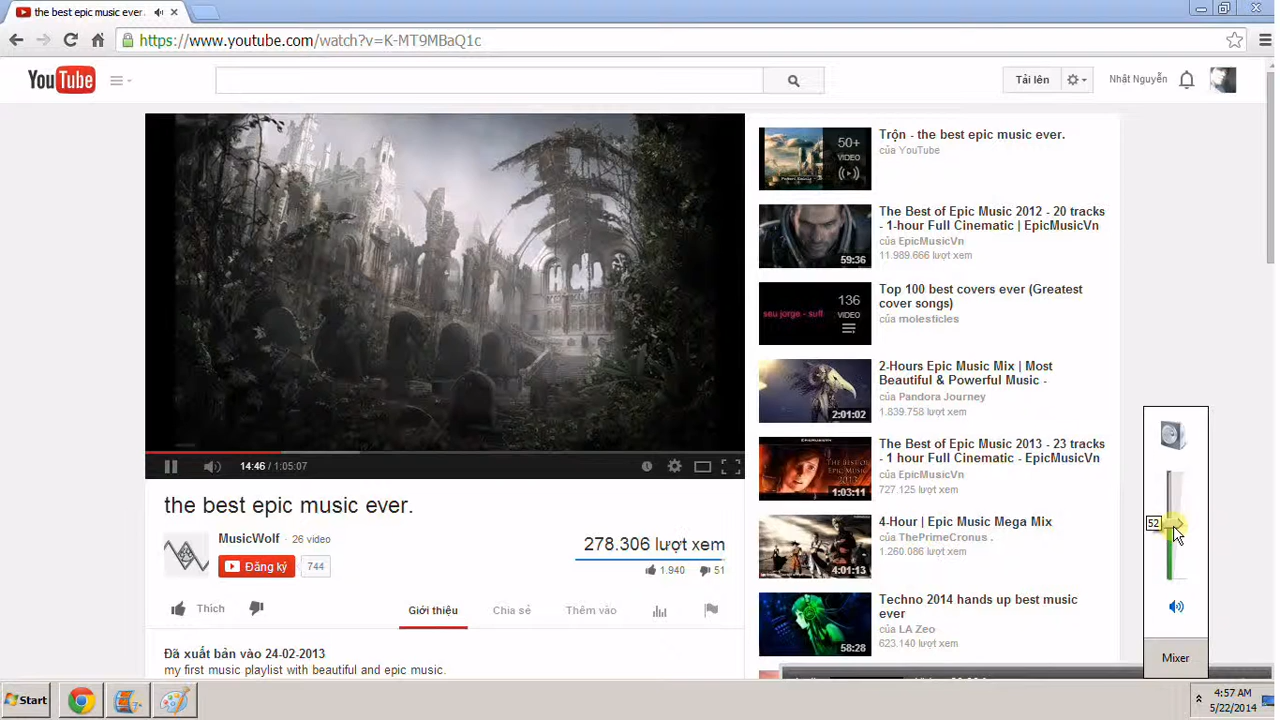 the best epic music ever.
https://www.youtube.com/watch?v=K-MT9MBaQ1c
YouTube
Tải lên
Nhật Nguyễn
50+
VIDEO
Trộn - the best epic music ever.
của YouTube
59:36
The Best of Epic Music 2012 - 20 tracks
- 1-hour Full Cinematic | EpicMusicVn
của EpicMusicVn
11.989.666 lượt xem
136
VIDEO
seu jorge - suff
Top 100 best covers ever (Greatest
cover songs)
của molesticles
2:01:02
2-Hours Epic Music Mix | Most
Beautiful & Powerful Music -
của Pandora Journey
1.839.758 lượt xem
1:03:11
The Best of Epic Music 2013 - 23 tracks
- 1 hour Full Cinematic - EpicMusicVn
của EpicMusicVn
727.125 lượt xem
4:01:13
4-Hour | Epic Music Mega Mix
của ThePrimeCronus .
1.260.086 lượt xem
58:28
Techno 2014 hands up best music
ever
của LA Zeo
623.140 lượt xem
14:46 / 1:05:07
the best epic music ever.
MusicWolf · 26 video
Đăng ký 744
278.306 lượt xem
1.940 51
Thích
Giới thiệu Chia sẻ Thêm vào
Đã xuất bản vào 24-02-2013
my first music playlist with beautiful and epic music.
52
Mixer
Start
4:57 AM
5/22/2014